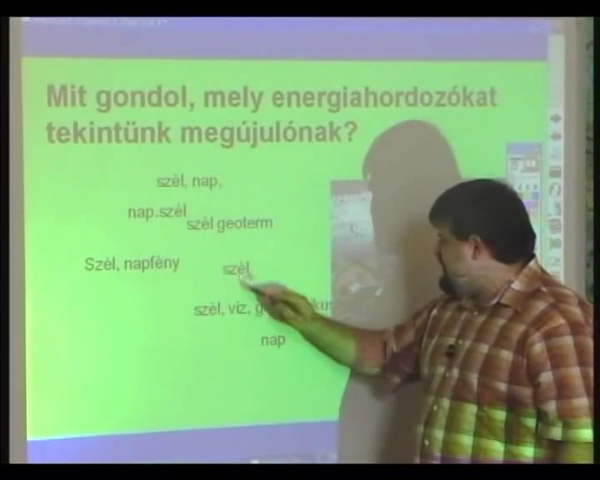 Mit gondol, mely energiahordozókat
tekintünk megújulónak?
szél, nap,
nap.szél
szél geoterm
Szél, napfény
szél
szél, víz,
nap